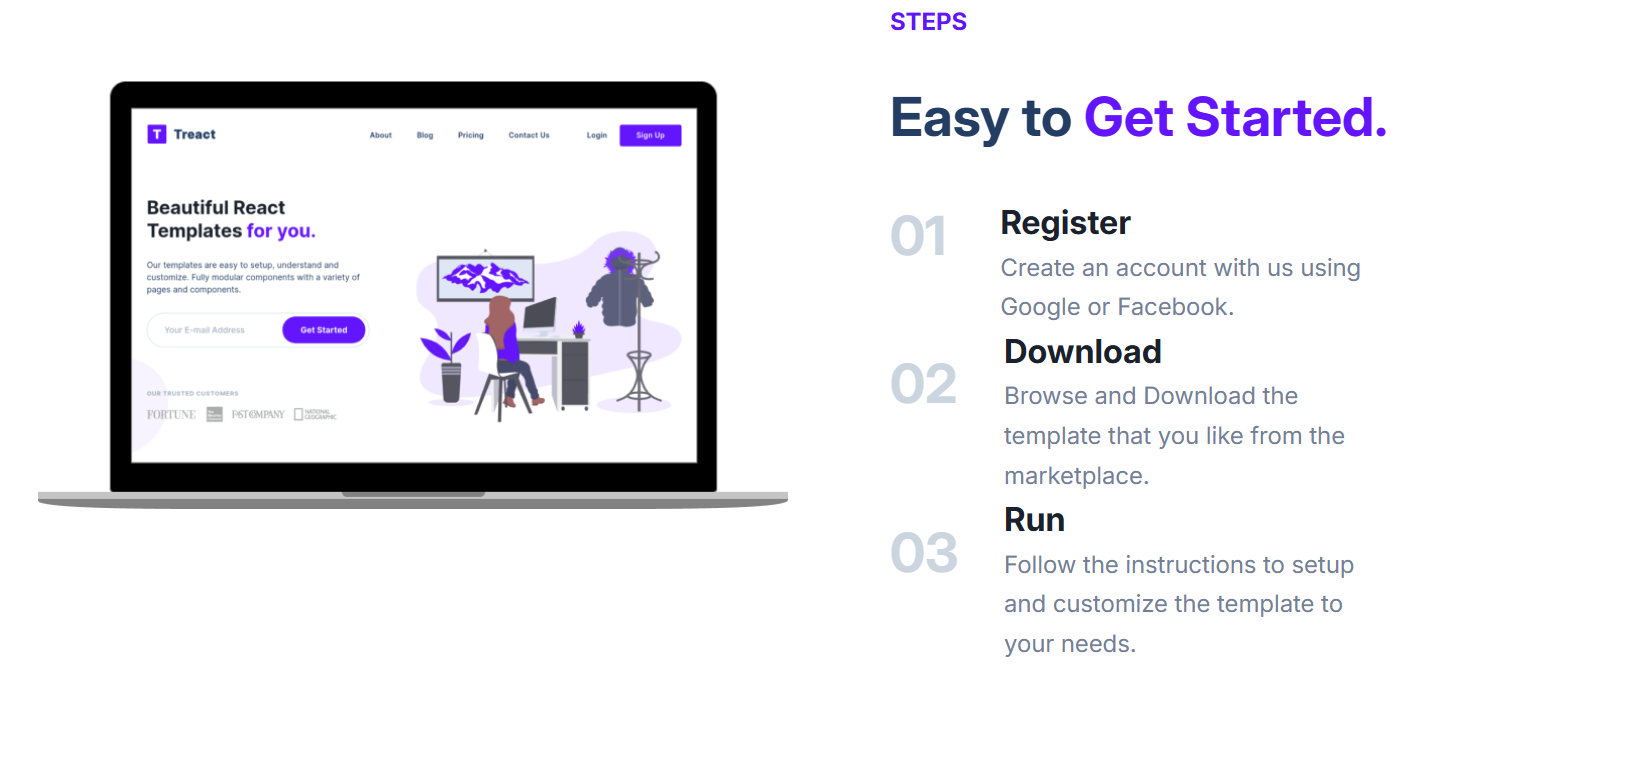 T Treact
About Blog Pricing Contact Us Login Sign Up
Beautiful React
Templates for you.
Our templates are easy to setup, understand and
customize. Fully modular components with a variety of
pages and components.
Your E-mail Address Get Started
OUR TRUSTED CUSTOMERS
FORTUNE
FAST COMPANY
NATIONAL
GEOGRAPHIC
STEPS
Easy to Get Started.
01 Register
Create an account with us using
Google or Facebook.
02 Download
Browse and Download the
template that you like from the
marketplace.
03 Run
Follow the instructions to setup
and customize the template to
your needs.